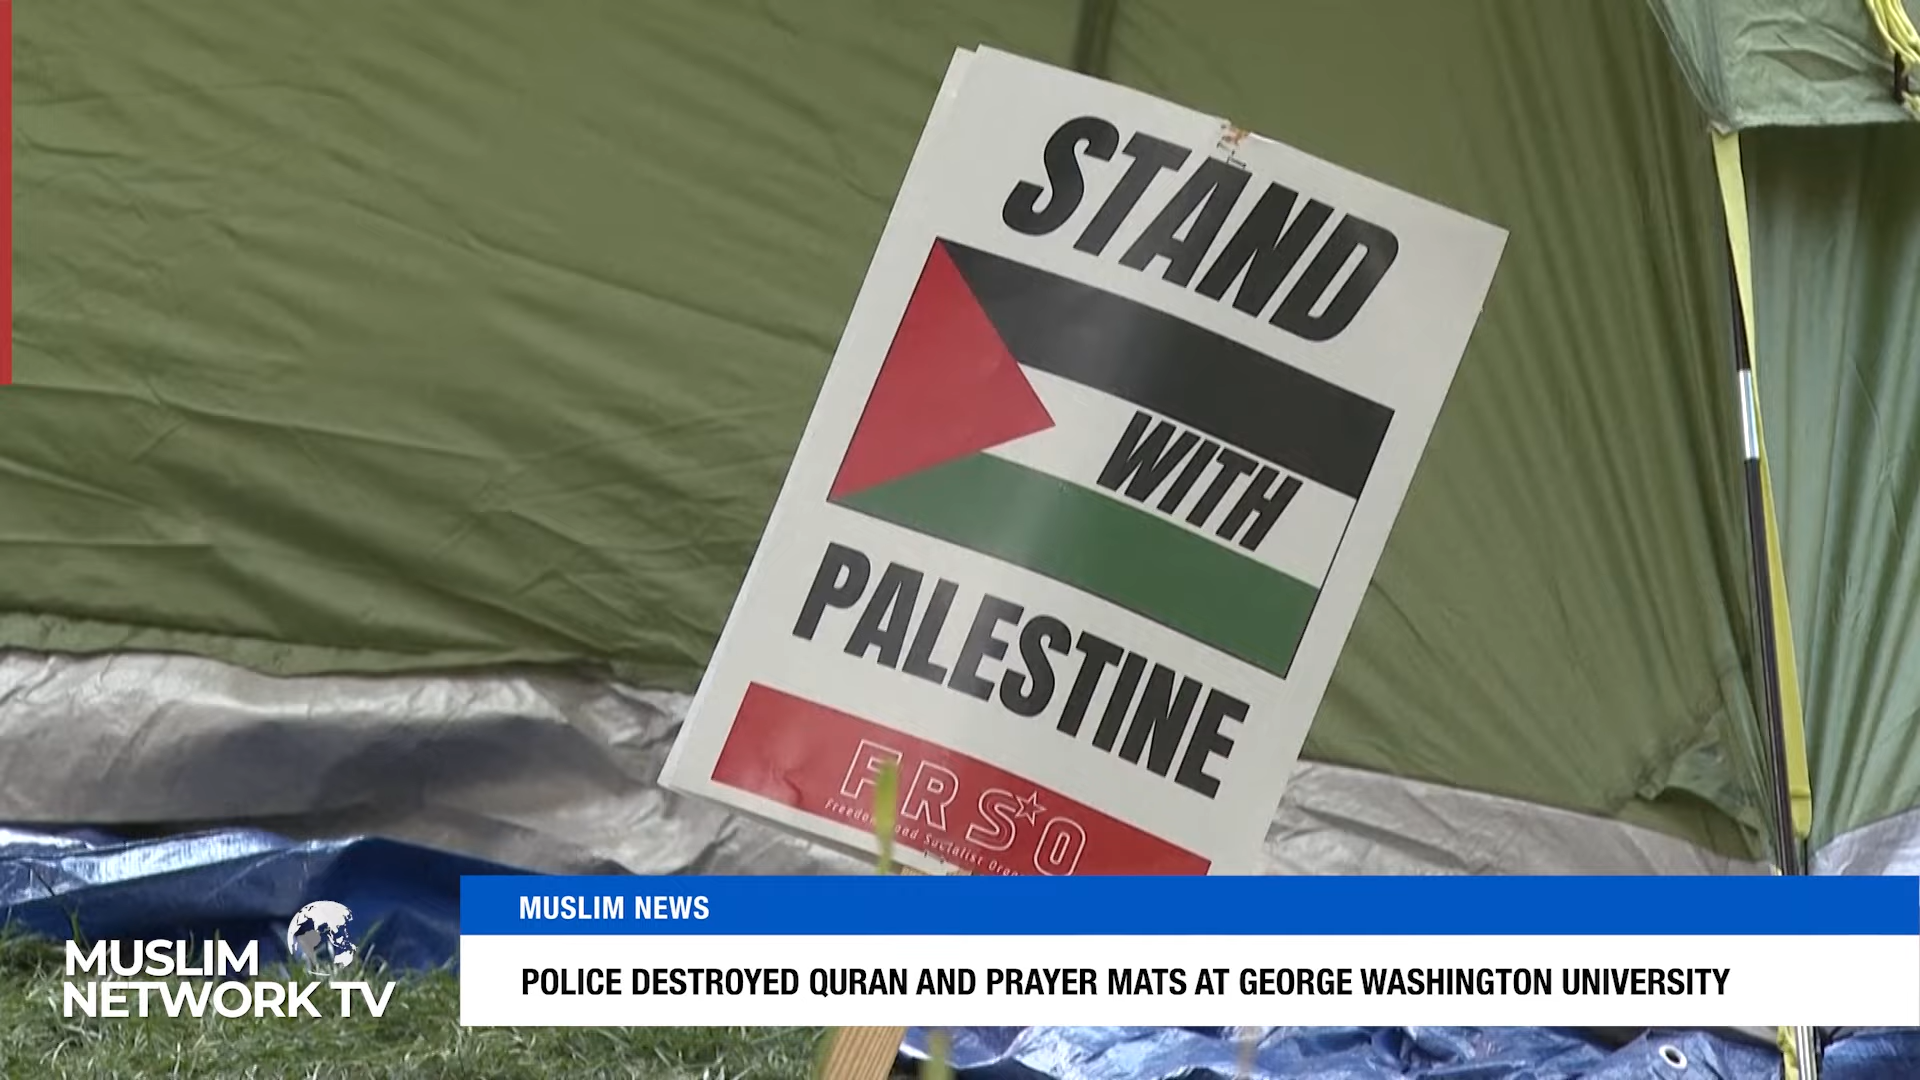 STAND
WITH
PALESTINE
FRSO
Socialist
MUSLIM NEWS
POLICE DESTROYED QURAN AND PRAYER MATS AT GEORGE WASHINGTON UNIVERSITY
MUSLIM
NETWORK TV